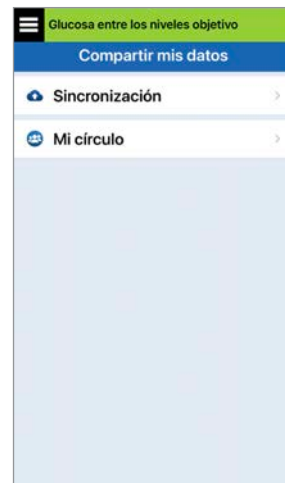 Glucosa entre los niveles objetivo
Compartir mis datos
Sincronización
Mi círculo